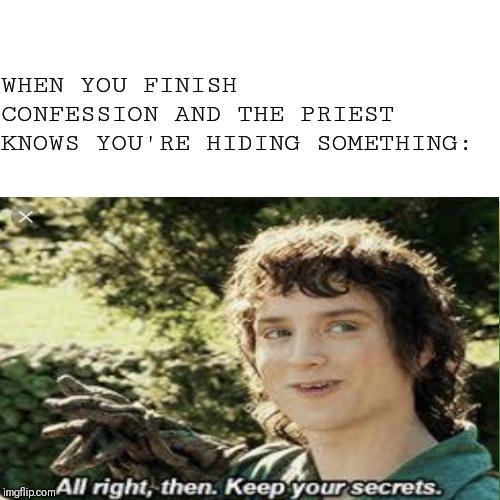 WHEN YOU FINISH
CONFESSION AND THE PRIEST
KNOWS YOU'RE HIDING SOMETHING:
All right, then. Keep your secrets.
imgflip.com